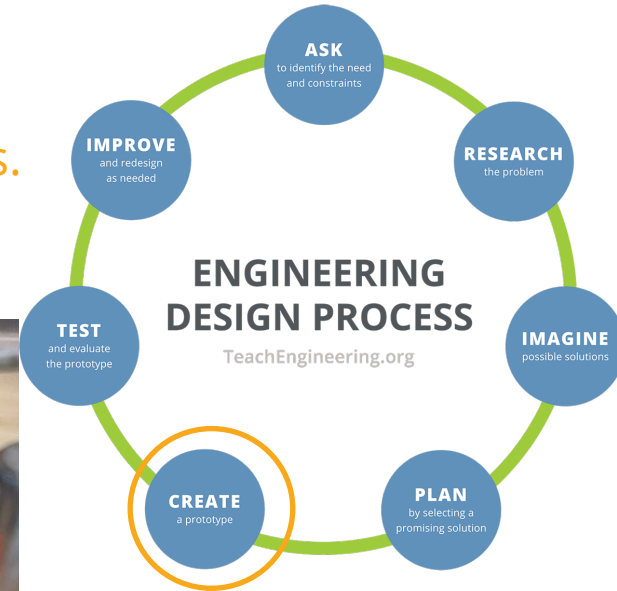 ASK
to identify the need
and constraints
IMPROVE
and redesign
as needed
s.
RESEARCH
the problem
ENGINEERING
DESIGN PROCESS
TeachEngineering.org
TEST
and evaluate
the prototype
IMAGINE
possible solutions
CREATE
a prototype
PLAN
by selecting a
promising solution